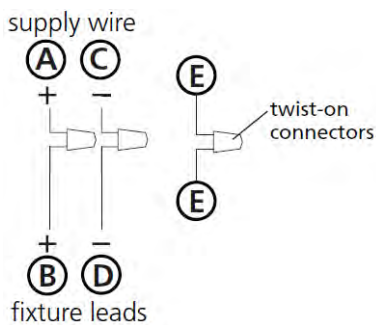 supply wire
A C E
+ −
twist-on
connectors
+ −
B D E
fixture leads